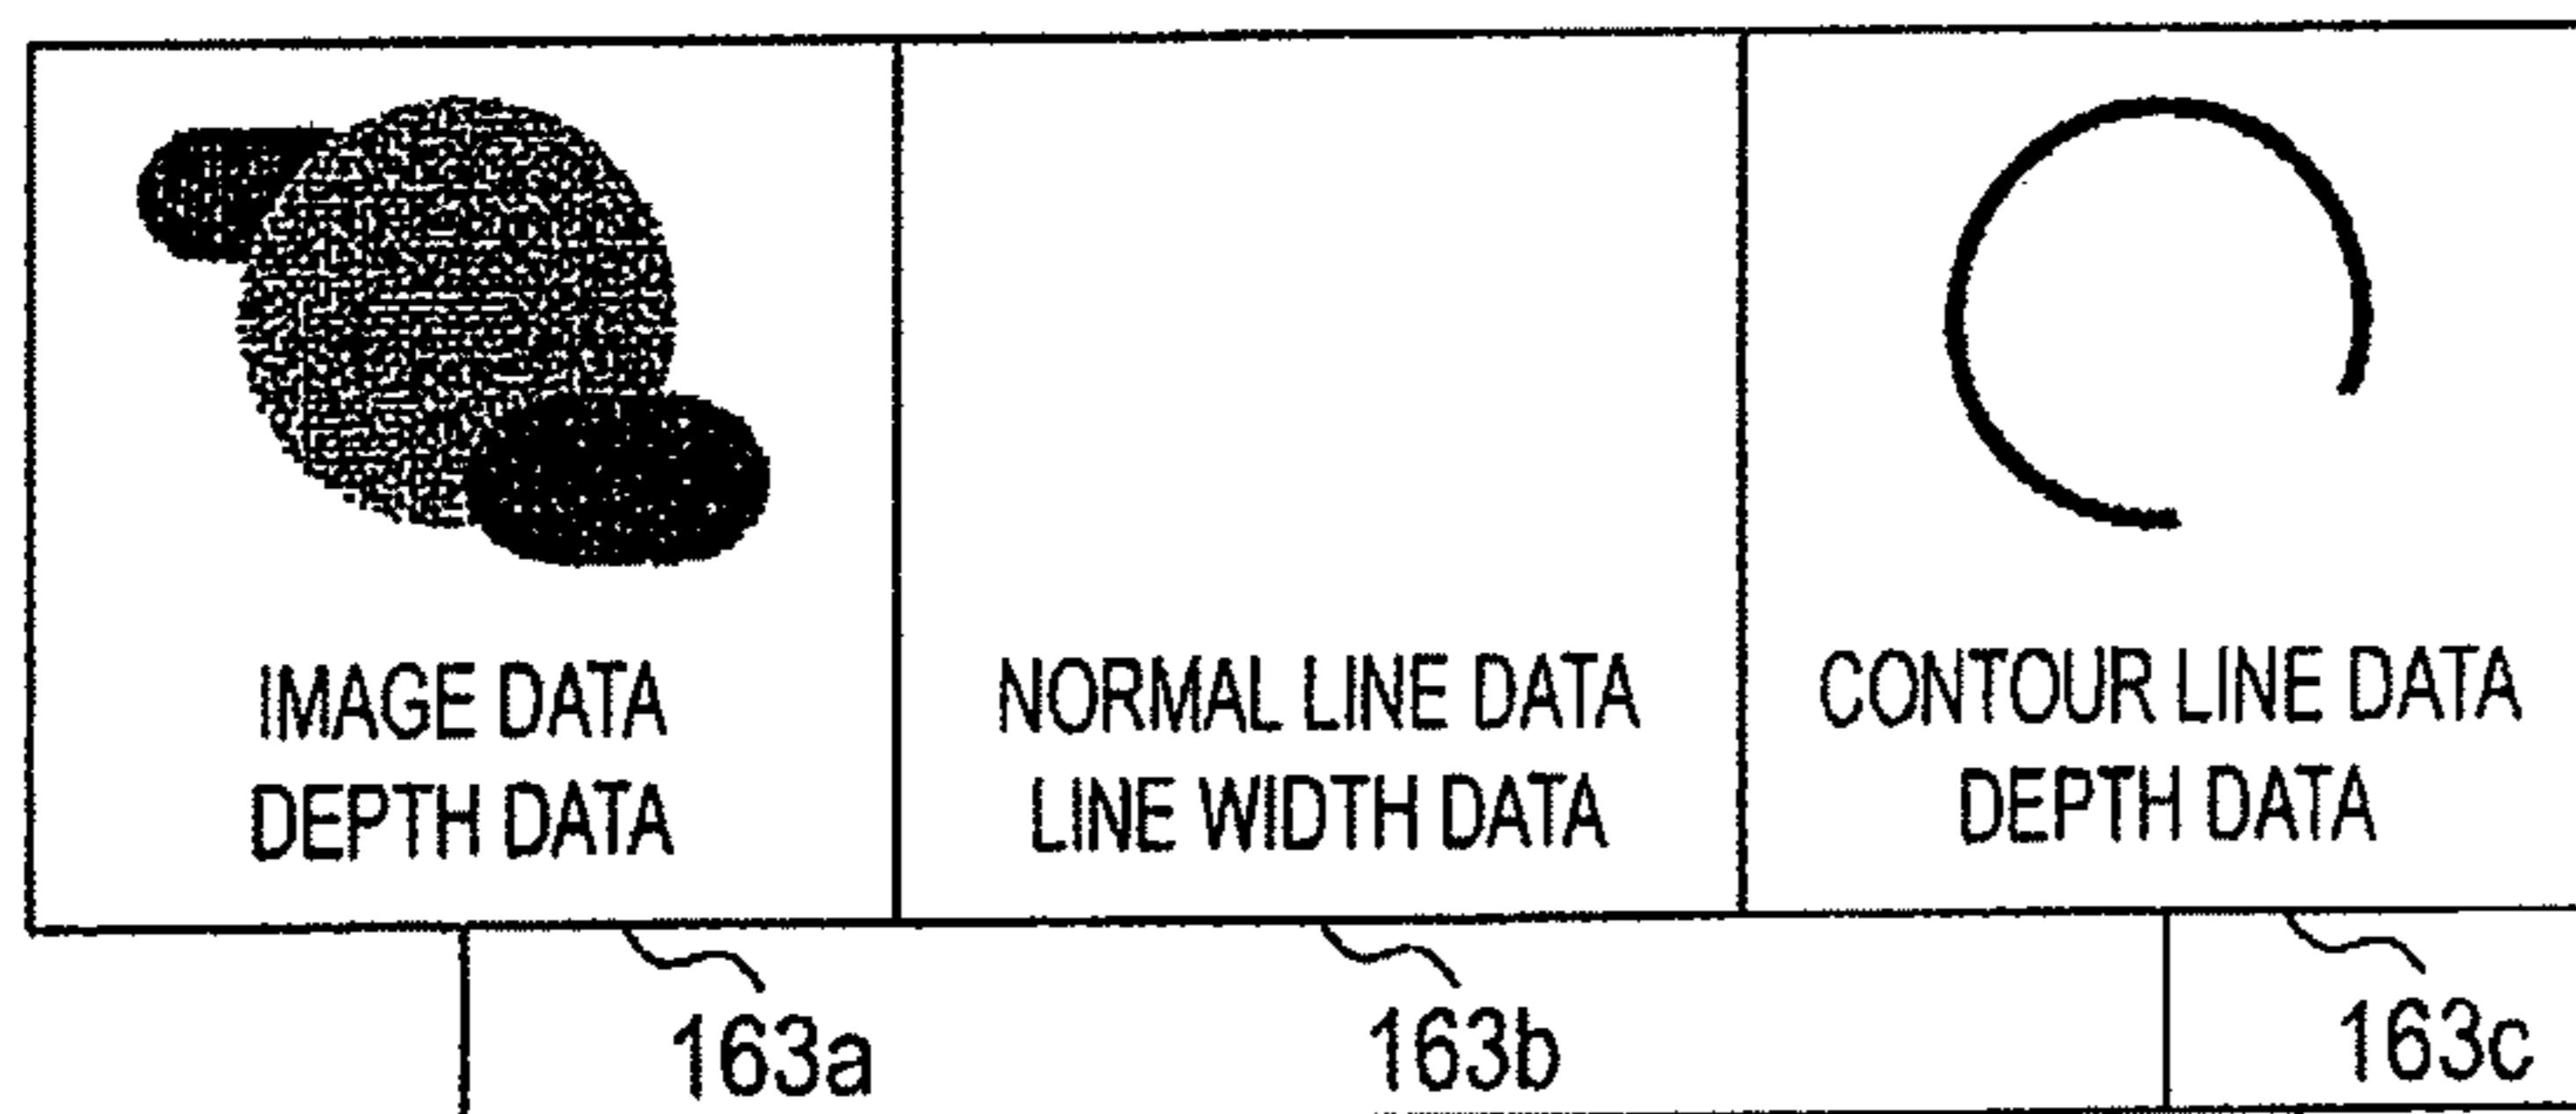 IMAGE DATA
DEPTH DATA
NORMAL LINE DATA
LINE WIDTH DATA
CONTOUR LINE DATA
DEPTH DATA
163a
163b
163c